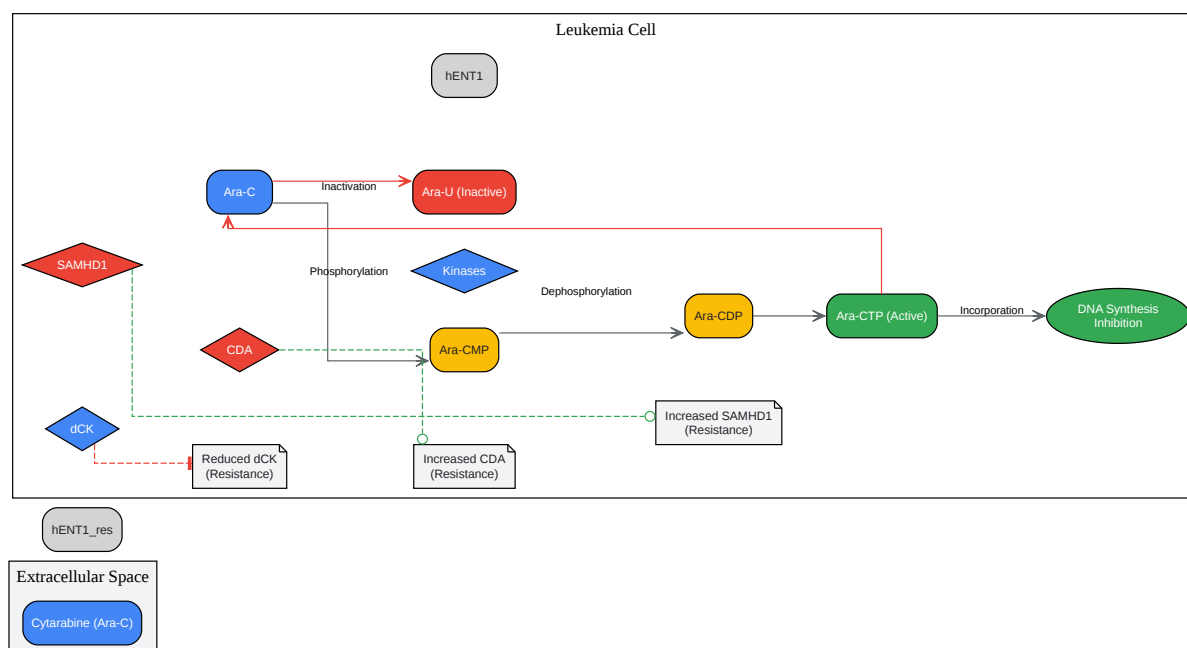 Leukemia Cell
hENT1
Ara-C
Inactivation
Ara-U (Inactive)
SAMHD1
Phosphorylation
Kinases
Dephosphorylation
Ara-CDP
Ara-CTP (Active)
Incorporation
DNA Synthesis
Inhibition
CDA
Ara-CMP
dCK
Increased SAMHD1
(Resistance)
Reduced dCK
(Resistance)
Increased CDA
(Resistance)
hENT1_res
Extracellular Space
Cytarabine (Ara-C)